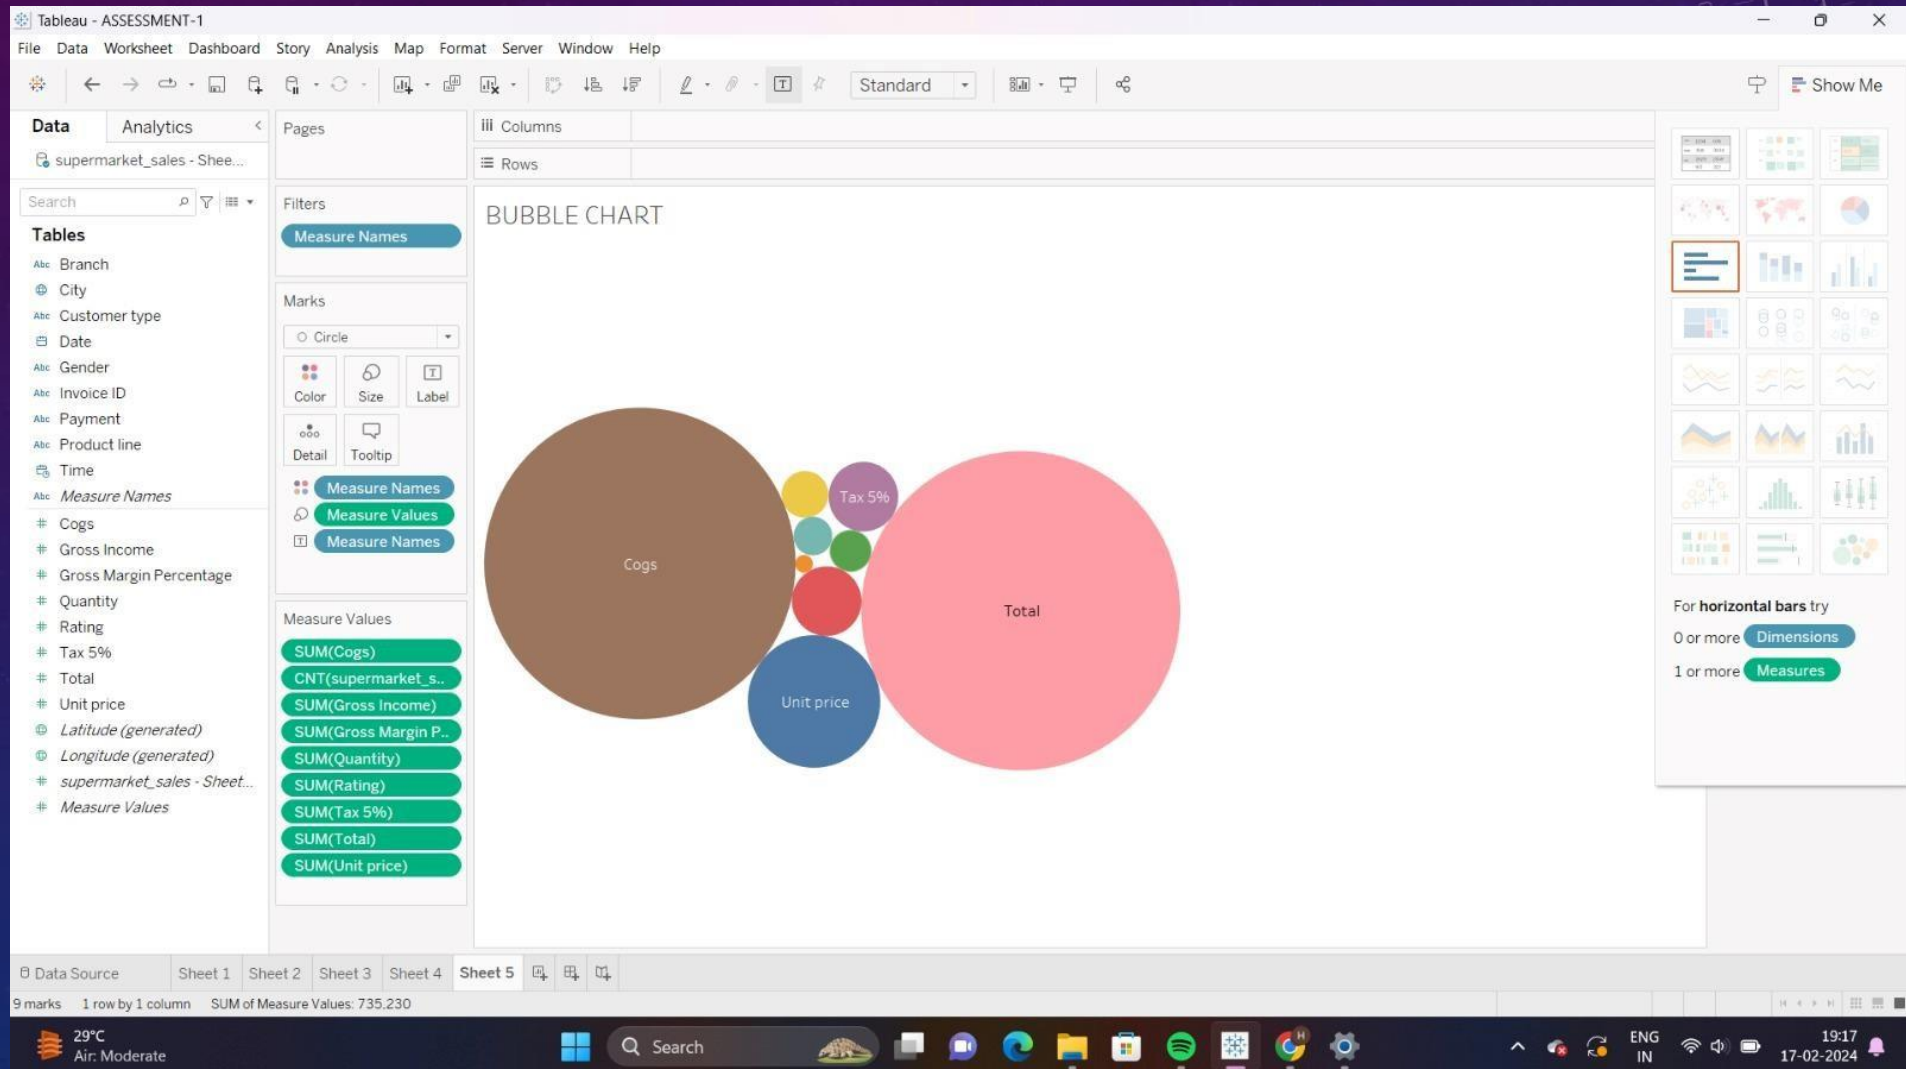 Tableau - ASSESSMENT-1
File Data Worksheet Dashboard Story Analysis Map Format Server Window Help
Standard
Show Me
Data
Analytics
supermarket_sales - Shee...
Search
Tables
Abc Branch
City
Abc Customer type
Date
Abc Gender
Abc Invoice ID
Abc Payment
Abc Product line
Time
Abc Measure Names
# Cogs
# Gross Income
# Gross Margin Percentage
# Quantity
# Rating
# Tax 5%
# Total
# Unit price
Latitude (generated)
Longitude (generated)
# supermarket_sales - Sheet...
# Measure Values
Pages
Filters
Measure Names
Marks
Circle
Color Size Label
Detail Tooltip
Measure Names
Measure Values
Measure Names
Measure Values
SUM(Cogs)
CNT(supermarket_s..
SUM(Gross Income)
SUM(Gross Margin P..
SUM(Quantity)
SUM(Rating)
SUM(Tax 5%)
SUM(Total)
SUM(Unit price)
Columns
Rows
BUBBLE CHART
Tax 5%
Cogs
Total
Unit price
For horizontal bars try
0 or more Dimensions
1 or more Measures
Data Source Sheet 1 Sheet 2 Sheet 3 Sheet 4 Sheet 5
9 marks 1 row by 1 column SUM of Measure Values: 735,230
29°C
Air: Moderate
Search
ENG
IN
19:17
17-02-2024